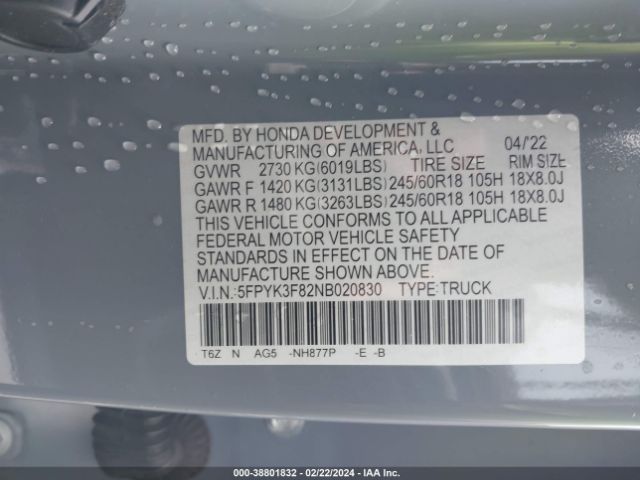 MFD. BY HONDA DEVELOPMENT &
MANUFACTURING OF AMERICA, LLC 04/'22
GVWR 2730 KG(6019LBS) TIRE SIZE RIM SIZE
GAWR F 1420 KG(3131LBS) 245/60R18 105H 18X8.0J
GAWR R 1480 KG(3263LBS) 245/60R18 105H 18X8.0J
THIS VEHICLE CONFORMS TO ALL APPLICABLE
FEDERAL MOTOR VEHICLE SAFETY
STANDARDS IN EFFECT ON THE DATE OF
MANUFACTURE SHOWN ABOVE.
V.I.N.:5FPYK3F82NB020830 TYPE:TRUCK
T6Z N AG5 -NH877P -E -B
000-38801832 - 02/22/2024 - IAA Inc.